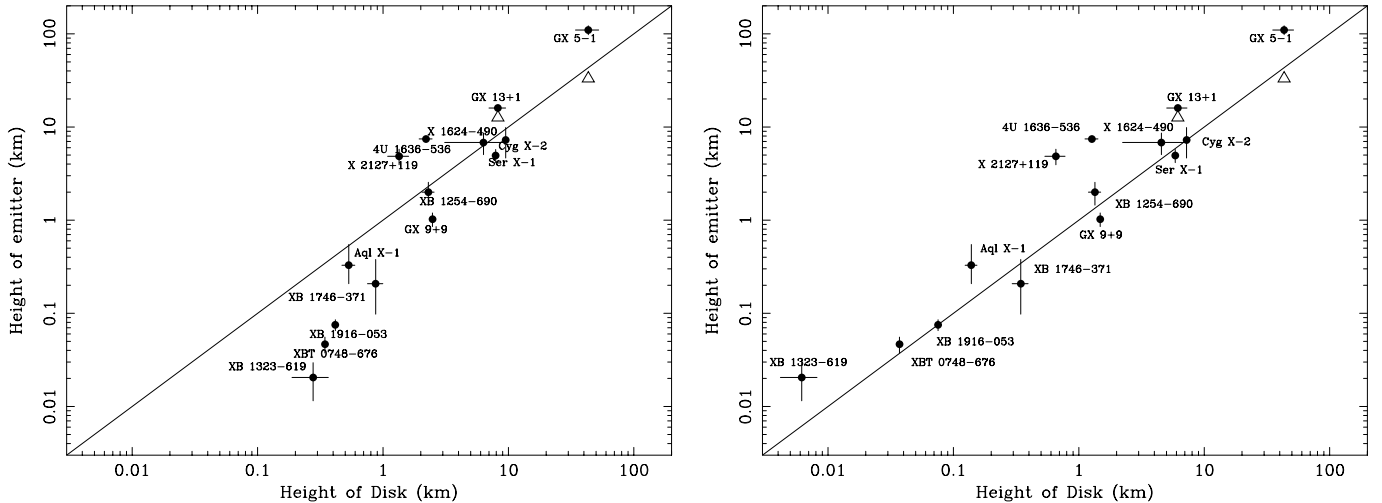 Height of emitter (km)
100
10
1
0.1
0.01
GX 5-1
GX 13+1
X 1624-490
4U 1636-536
Cyg X-2
X 2127+119
Ser X-1
XB 1254-690
GX 9+9
Aql X-1
XB 1746-371
XB 1916-053
XBT 0748-676
XB 1323-619
0.01 0.1 1 10 100
Height of Disk (km)
Height of emitter (km)
100
10
1
0.1
0.01
GX 5-1
GX 13+1
4U 1636-536
X 1624-490
Cyg X-2
X 2127+119
Ser X-1
XB 1254-690
GX 9+9
Aql X-1
XB 1746-371
XB 1916-053
XB 1323-619
XBT 0748-676
0.01 0.1 1 10 100
Height of Disk (km)